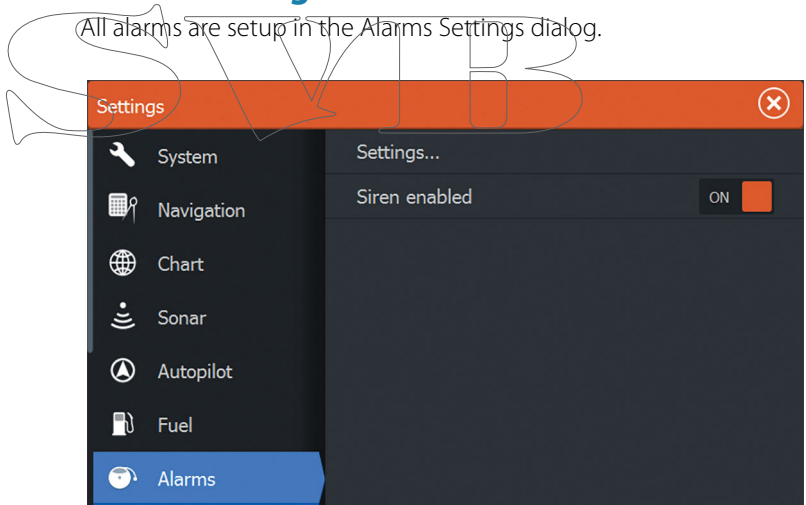 All alarms are setup in the Alarms Settings dialog.
SVB
Settings
System
Settings...
Siren enabled
ON
Navigation
Chart
Sonar
Autopilot
Fuel
Alarms